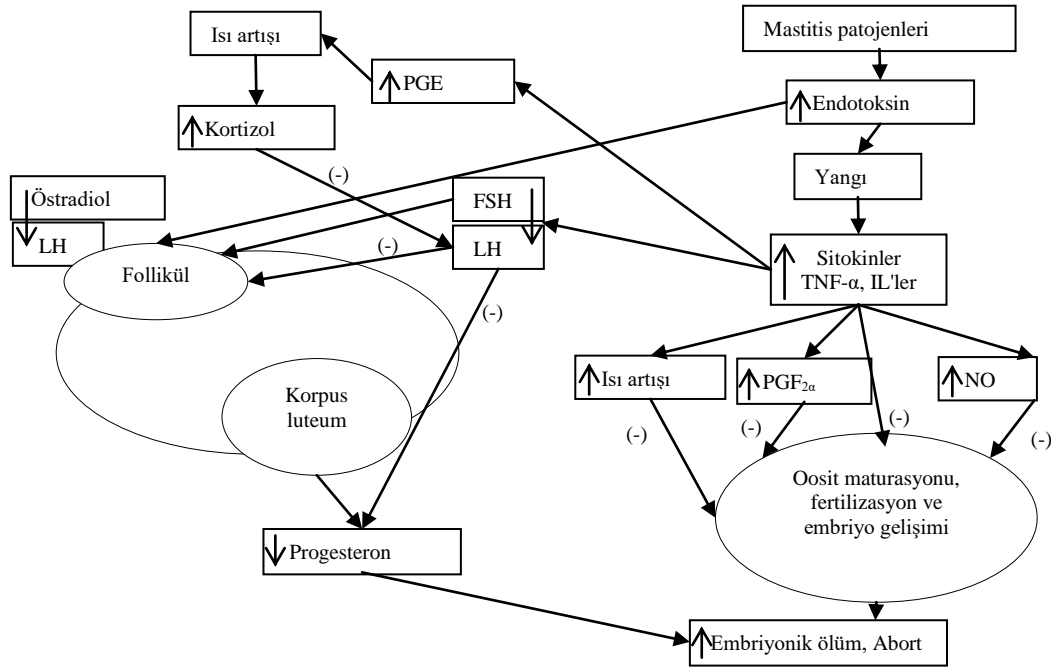 Isı artışı
Mastitis patojenleri
PGE
Endotoksin
Kortizol
(-)
Yangı
Östradiol
LH
FSH
LH
(-)
Follikül
Sitokinler
TNF-α, IL'ler
(-)
Isı artışı
PGF2α
NO
Korpus
luteum
(-)
(-)
(-)
(-)
Oosit maturasyonu,
fertilizasyon ve
embriyo gelişimi
Progesteron
Embriyonik ölüm, Abort